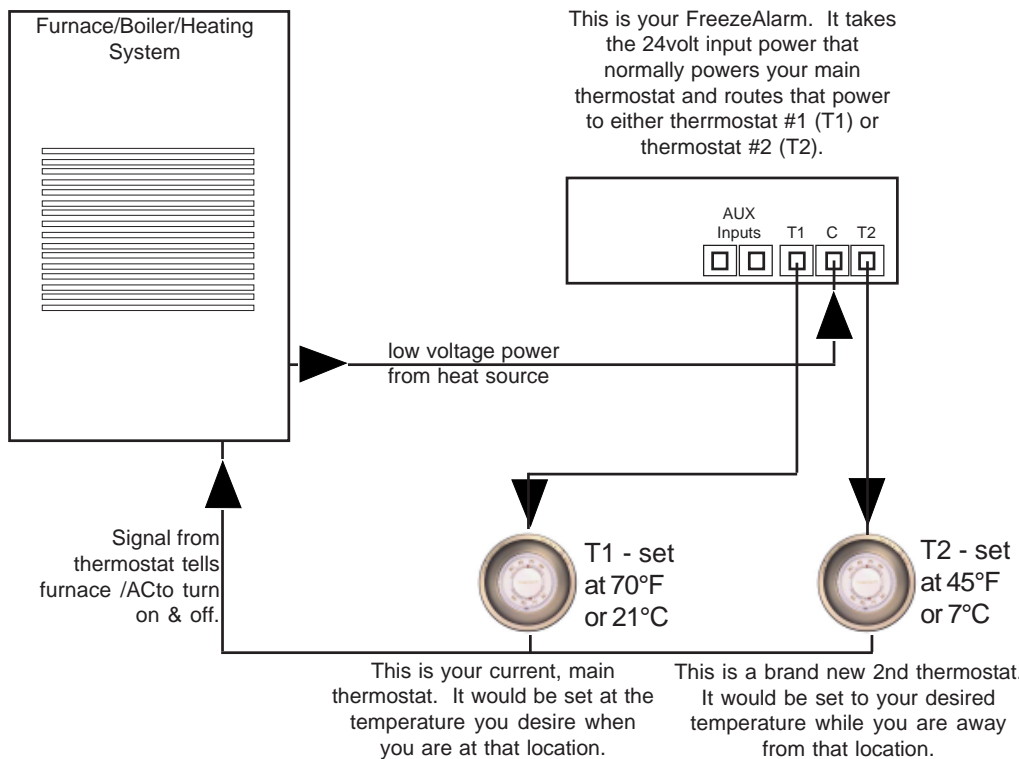 Furnace/Boiler/Heating
System
This is your FreezeAlarm. It takes
the 24volt input power that
normally powers your main
thermostat and routes that power
to either therrmostat #1 (T1) or
thermostat #2 (T2).
AUX
Inputs
T1
C
T2
low voltage power
from heat source
Signal from
thermostat tells
furnace /ACto turn
on & off.
T1 - set
at 70°F
or 21°C
T2 - set
at 45°F
or 7°C
This is your current, main
thermostat. It would be set at the
temperature you desire when
you are at that location.
This is a brand new 2nd thermostat.
It would be set to your desired
temperature while you are away
from that location.